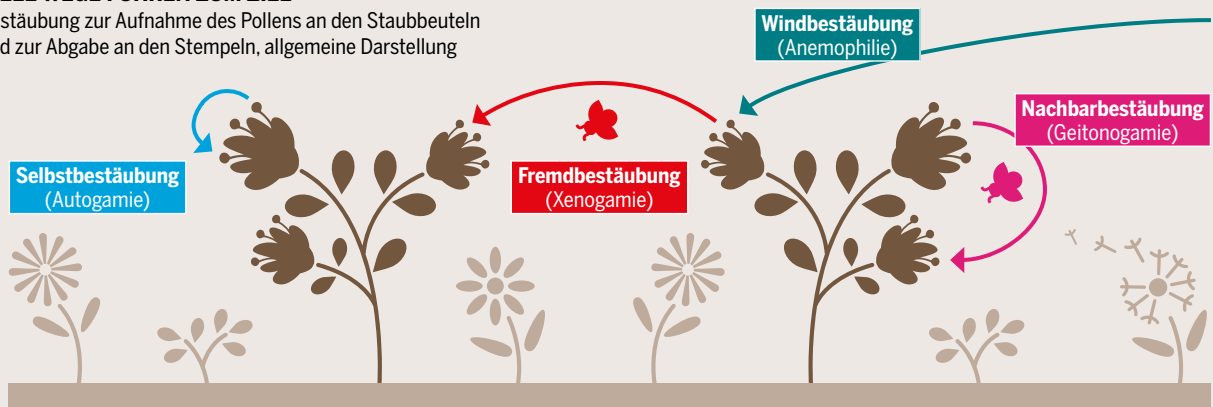 stäubung zur Aufnahme des Pollens an den Staubbeuteln
d zur Abgabe an den Stempeln, allgemeine Darstellung
Windbestäubung
(Anemophilie)
Nachbarbestäubung
(Geitonogamie)
Selbstbestäubung
(Autogamie)
Fremdbestäubung
(Xenogamie)